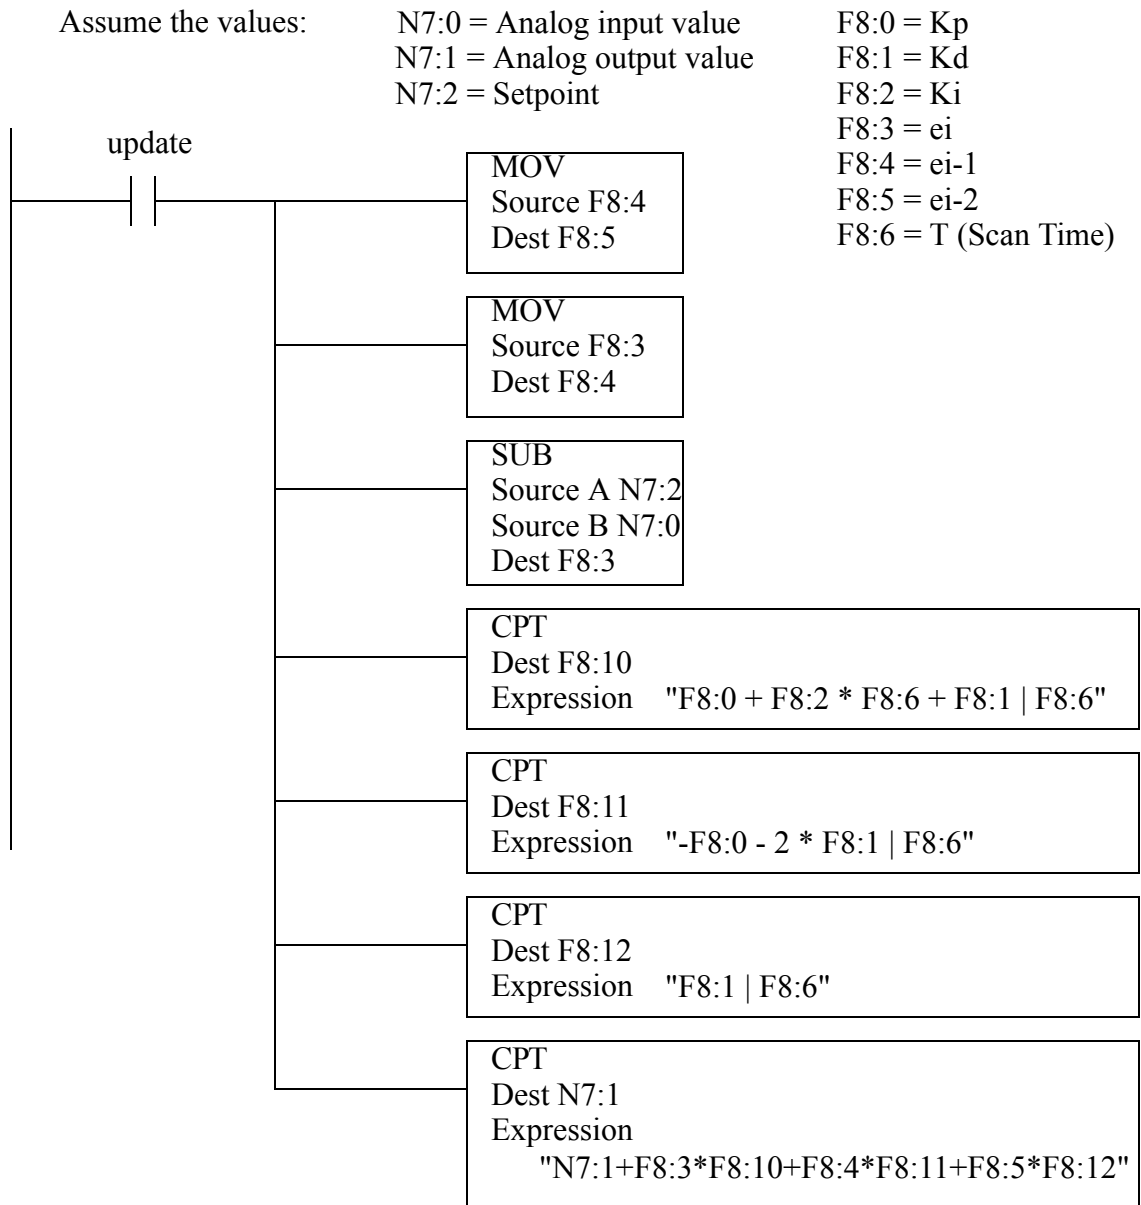 Assume the values:
N7:0 = Analog input value
N7:1 = Analog output value
N7:2 = Setpoint
F8:0 = Kp
F8:1 = Kd
F8:2 = Ki
F8:3 = ei
F8:4 = ei-1
F8:5 = ei-2
F8:6 = T (Scan Time)
update
MOV
Source F8:4
Dest F8:5
MOV
Source F8:3
Dest F8:4
SUB
Source A N7:2
Source B N7:0
Dest F8:3
CPT
Dest F8:10
Expression "F8:0 + F8:2 * F8:6 + F8:1 | F8:6"
CPT
Dest F8:11
Expression "-F8:0 - 2 * F8:1 | F8:6"
CPT
Dest F8:12
Expression "F8:1 | F8:6"
CPT
Dest N7:1
Expression
"N7:1+F8:3*F8:10+F8:4*F8:11+F8:5*F8:12"